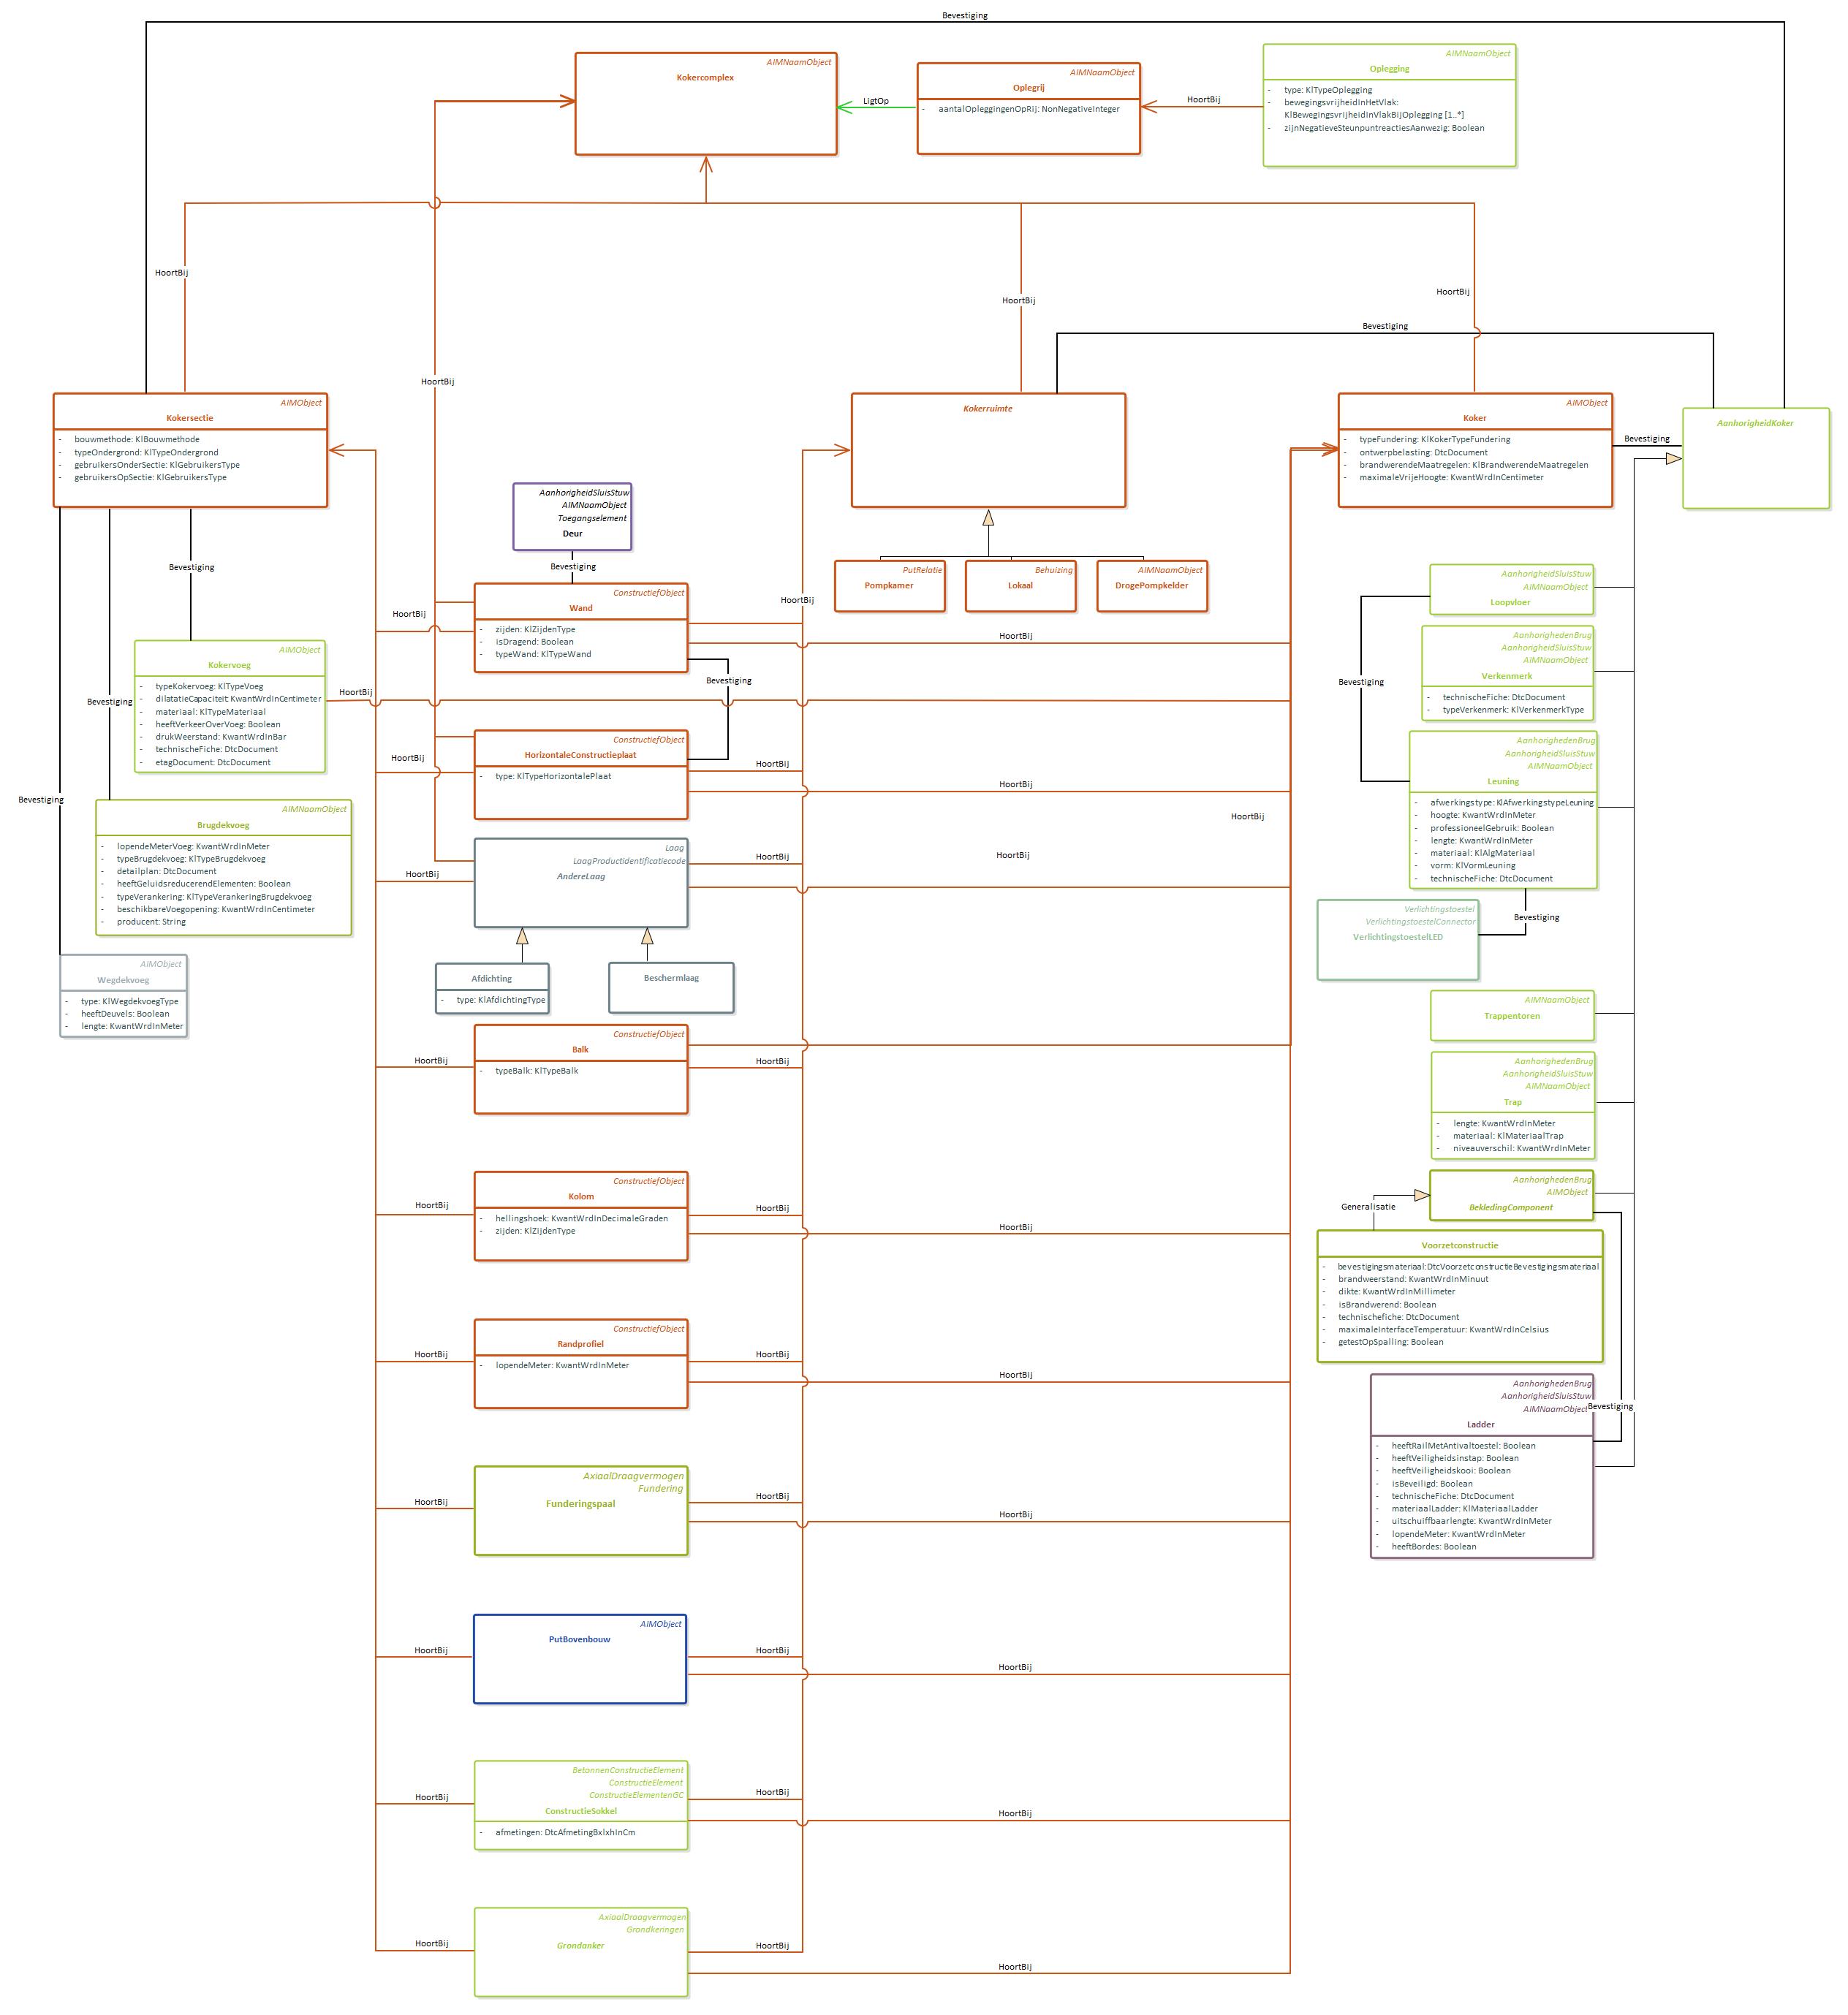 Bevestiging
AIMNaamObject
Kokercomplex
AIMNaamObject
Oplegrij
- aantalOpleggingenOpRij: NonNegativeInteger
AIMNaamObject
Oplegging
- type: KlTypeOplegging
- bewegingsvrijheidInHetVlak:
KlBewegingsvrijheidInVlakBijOplegging [1..*]
- zijnNegatieveSteunpuntreactiesAanwezig: Boolean
LigtOp
HoortBij
HoortBij
HoortBij
HoortBij
HoortBij
Bevestiging
AIMObject
Kokersectie
- bouwmethode: KlBouwmethode
- typeOndergrond: KlTypeOndergrond
- gebruikersOnderSectie: KlGebruikersType
- gebruikersOpSectie: KlGebruikersType
Kokerruimte
AIMObject
Koker
- typeFundering: KlKokerTypeFundering
- ontwerpbelasting: DtcDocument
- brandwerendeMaatregelen: KlBrandwerendeMaatregelen
- maximaleVrijeHoogte: KwantWrdInCentimeter
Bevestiging
AanhorigheidKoker
AanhorigheidSluisStuw
AIMNaamObject
Toegangselement
Deur
Bevestiging
Bevestiging
PutRelatie
Pompkamer
Behuizing
Lokaal
AIMNaamObject
DrogePompkelder
ConstructiefObject
Wand
- zijden: KlZijdenType
- isDragend: Boolean
- typeWand: KlTypeWand
HoortBij
HoortBij
HoortBij
Bevestiging
AIMObject
Kokervoeg
- typeKokervoeg: KlTypeVoeg
- dilatatieCapaciteit: KwantWrdInCentimeter
- materiaal: KlTypeMateriaal
- heeftVerkeerOverVoeg: Boolean
- drukWeerstand: KwantWrdInBar
- technischeFiche: DtcDocument
- etagDocument: DtcDocument
HoortBij
Bevestiging
Bevestiging
ConstructiefObject
HorizontaleConstructieplaat
- type: KlTypeHorizontalePlaat
HoortBij
HoortBij
HoortBij
HoortBij
HoortBij
AIMNaamObject
Brugdekvoeg
- lopendeMeterVoeg: KwantWrdInMeter
- typeBrugdekvoeg: KlTypeBrugdekvoeg
- detailplan: DtcDocument
- heeftGeluidsreducerendElementen: Boolean
- typeVerankering: KlTypeVerankeringBrugdekvoeg
- beschikbareVoegopening: KwantWrdInCentimeter
- producent: String
Laag
LaagProductidentificatiecode
AndereLaag
HoortBij
HoortBij
AIMObject
Wegdekvoeg
- type: KlWegdekvoegType
- heeftDeuvels: Boolean
- lengte: KwantWrdInMeter
Afdichting
- type: KlAfdichtingType
Beschermlaag
ConstructiefObject
Balk
- typeBalk: KlTypeBalk
HoortBij
HoortBij
ConstructiefObject
Kolom
- hellingshoek: KwantWrdInDecimaleGraden
- zijden: KlZijdenType
HoortBij
HoortBij
HoortBij
ConstructiefObject
Randprofiel
- lopendeMeter: KwantWrdInMeter
HoortBij
HoortBij
HoortBij
AxiaalDraagvermogen
Fundering
Funderingspaal
HoortBij
HoortBij
HoortBij
AIMObject
PutBovenbouw
HoortBij
HoortBij
HoortBij
BetonnenConstructieElement
ConstructieElement
ConstructieElementenGC
ConstructieSokkel
- afmetingen: DtcAfmetingBxlxhInCm
HoortBij
HoortBij
HoortBij
AxiaalDraagvermogen
Grondkeringen
Grondanker
HoortBij
HoortBij
HoortBij
AanhorigheidSluisStuw
AIMNaamObject
Loopvloer
AanhorighedenBrug
AanhorigheidSluisStuw
AIMNaamObject
Verkenmerk
- technischeFiche: DtcDocument
- typeVerkenmerk: KlVerkenmerkType
Bevestiging
AanhorighedenBrug
AanhorigheidSluisStuw
AIMNaamObject
Leuning
- afwerkingstype: KlAfwerkingstypeLeuning
- hoogte: KwantWrdInMeter
- professioneelGebruik: Boolean
- lengte: KwantWrdInMeter
- materiaal: KlAlgMateriaal
- vorm: KlVormLeuning
- technischeFiche: DtcDocument
Verlichtingstoestel
VerlichtingstoestelConnector
VerlichtingstoestelLED
Bevestiging
AIMNaamObject
Trappentoren
AanhorighedenBrug
AanhorigheidSluisStuw
AIMNaamObject
Trap
- lengte: KwantWrdInMeter
- materiaal: KlMateriaalTrap
- niveauverschil: KwantWrdInMeter
AanhorighedenBrug
AIMObject
BekledingComponent
Generalisatie
Voorzetconstructie
- bevestigingsmateriaal:DtcVoorzetconstructieBevestigingsmateriaal
- brandweerstand: KwantWrdInMinuut
- dikte: KwantWrdInMillimeter
- isBrandwerend: Boolean
- technischefiche: DtcDocument
- maximaleInterfaceTemperatuur: KwantWrdInCelsius
- getestOpSpalling: Boolean
AanhorighedenBrug
AanhorigheidSluisStuw
AIMNaamObject
Bevestiging
Ladder
- heeftRailMetAntivaltoestel: Boolean
- heeftVeiligheidsinstap: Boolean
- heeftVeiligheidskooi: Boolean
- isBeveiligd: Boolean
- technischeFiche: DtcDocument
- materiaalLadder: KlMateriaalLadder
- uitschuifbaarlengte: KwantWrdInMeter
- lopendeMeter: KwantWrdInMeter
- heeftBordes: Boolean